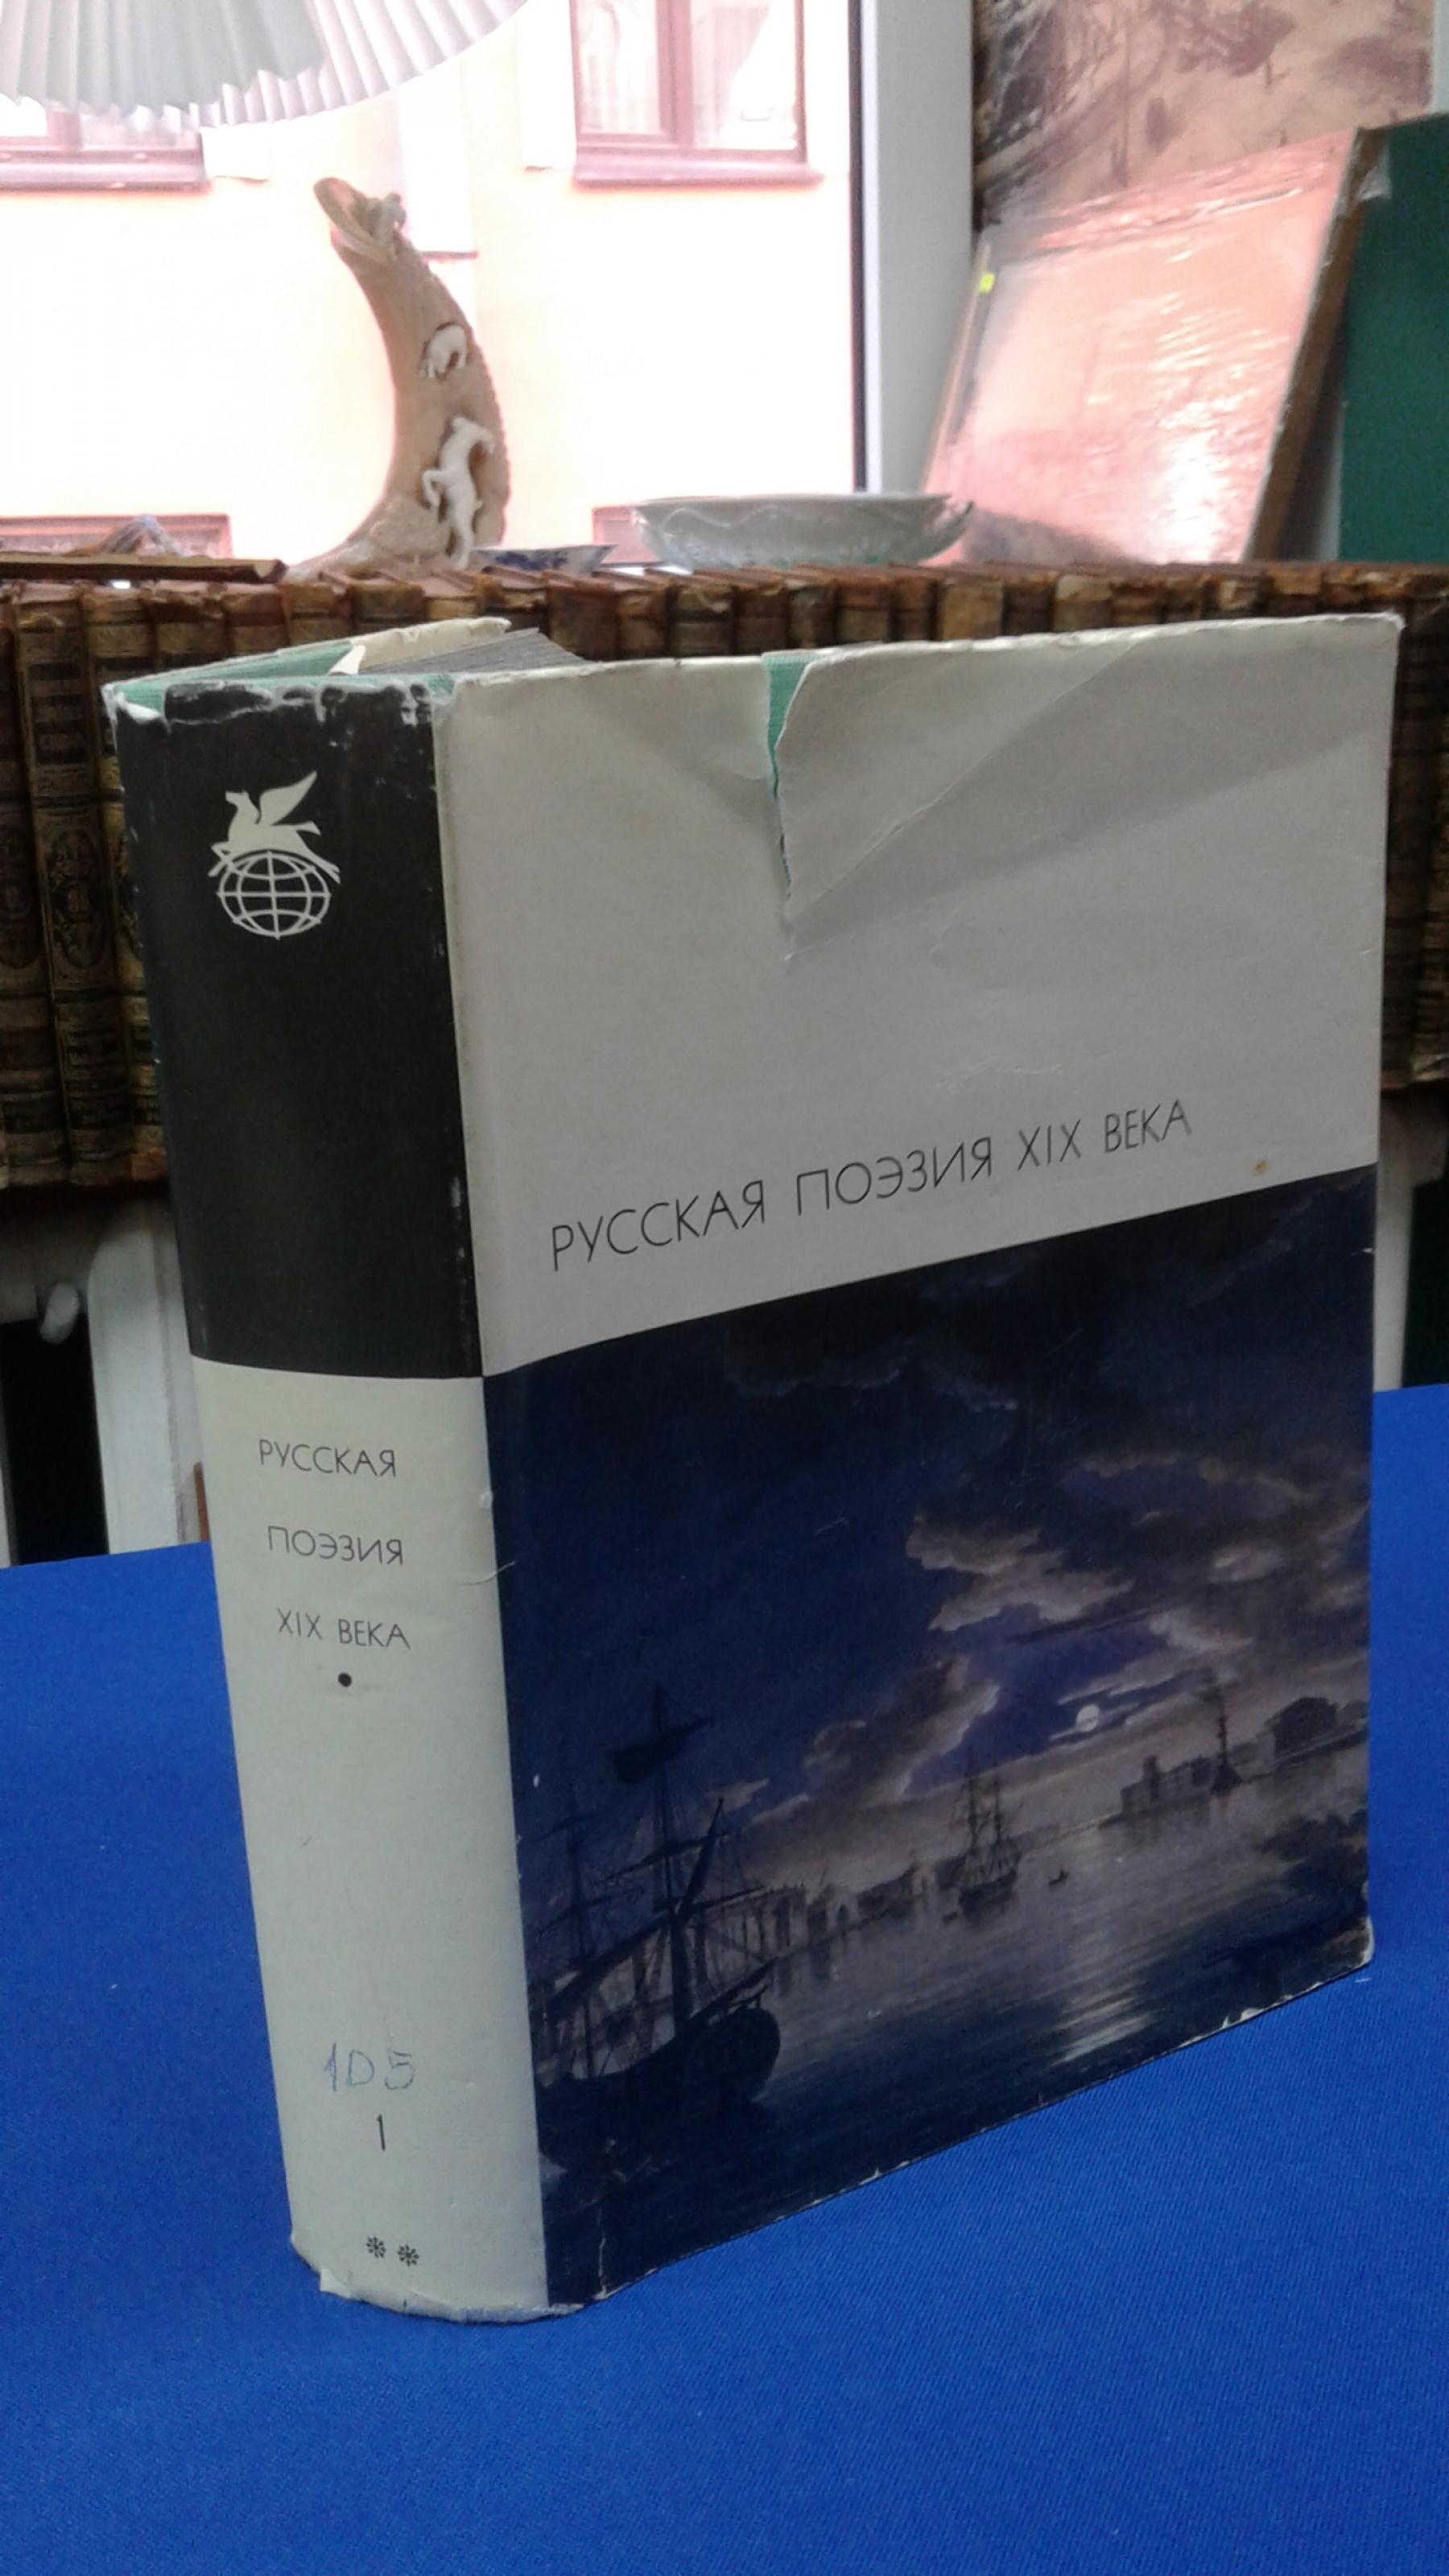 РУССКАЯ ПОЭЗИЯ XIX ВЕКА
РУССКАЯ
ПОЭЗИЯ
XIX ВЕКА
•
105
1
**